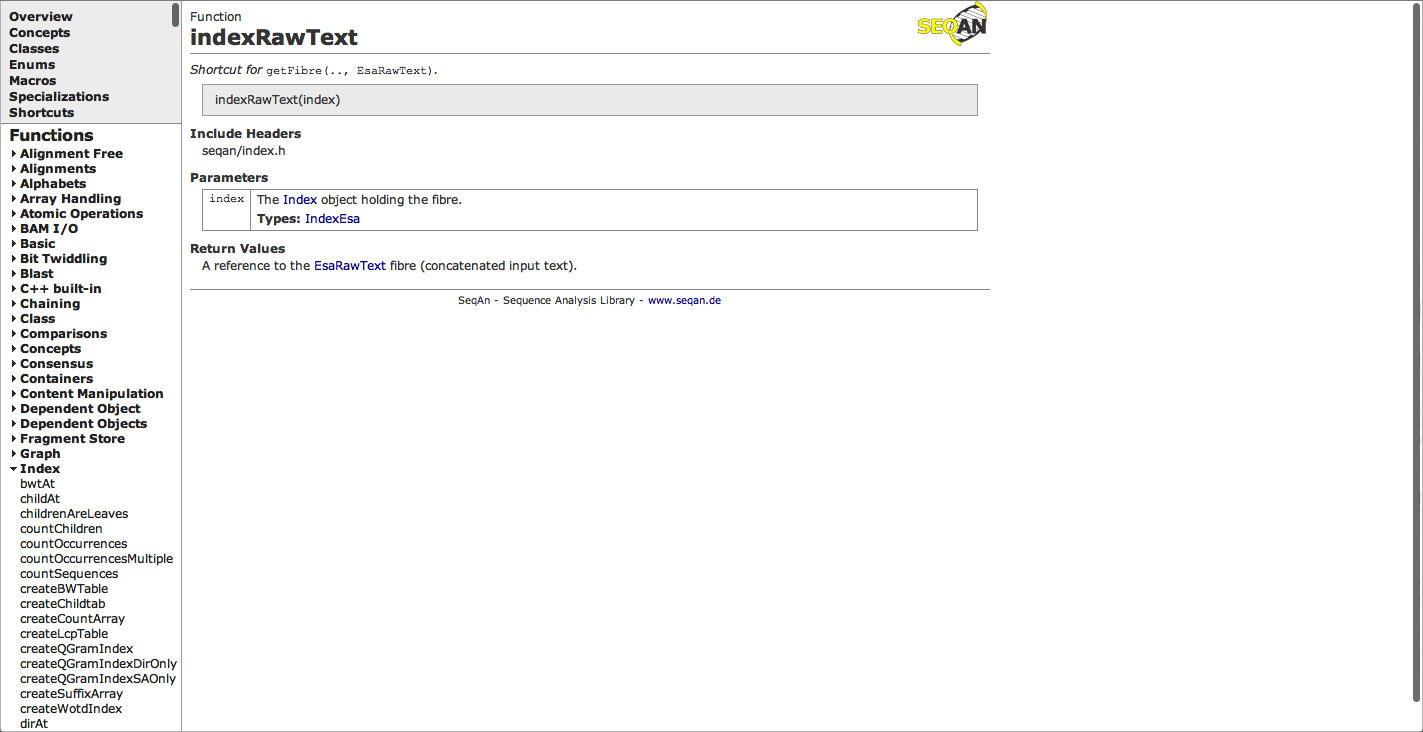 Overview
Concepts
Classes
Enums
Macros
Specializations
Shortcuts
Functions
Alignment Free
Alignments
Alphabets
Array Handling
Atomic Operations
BAM I/O
Basic
Bit Twiddling
Blast
C++ built-in
Chaining
Class
Comparisons
Concepts
Consensus
Containers
Content Manipulation
Dependent Object
Dependent Objects
Fragment Store
Graph
Index
bwtAt
childAt
childrenAreLeaves
countChildren
countOccurrences
countOccurrencesMultiple
countSequences
createBWTable
createChildtab
createCountArray
createLcpTable
createQGramIndex
createQGramIndexDirOnly
createQGramIndexSAOnly
createSuffixArray
createWotdIndex
dirAt
Function
SEQAN
indexRawText
Shortcut for getFibre(.., EsaRawText).
indexRawText(index)
Include Headers
seqan/index.h
Parameters
index The Index object holding the fibre.
Types: IndexEsa
Return Values
A reference to the EsaRawText fibre (concatenated input text).
SeqAn - Sequence Analysis Library - www.seqan.de